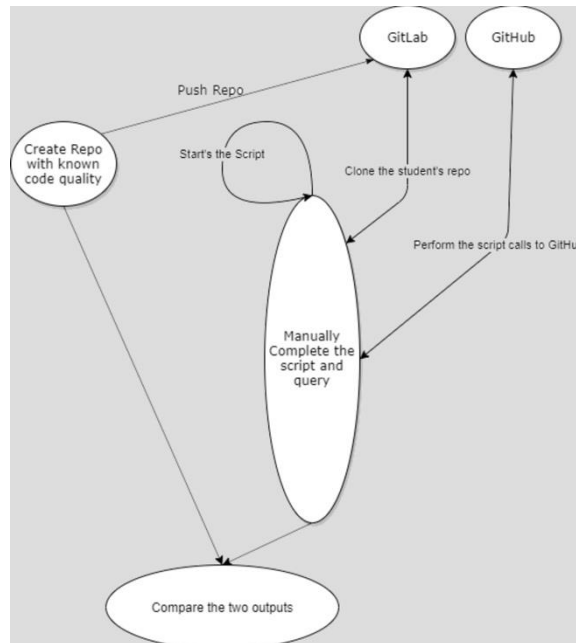 GitLab
GitHub
Push Repo
Create Repo
with known
code quality
Start's the Script
Clone the student's repo
Perform the script calls to GitHu
Manually
Complete the
script and
query
Compare the two outputs